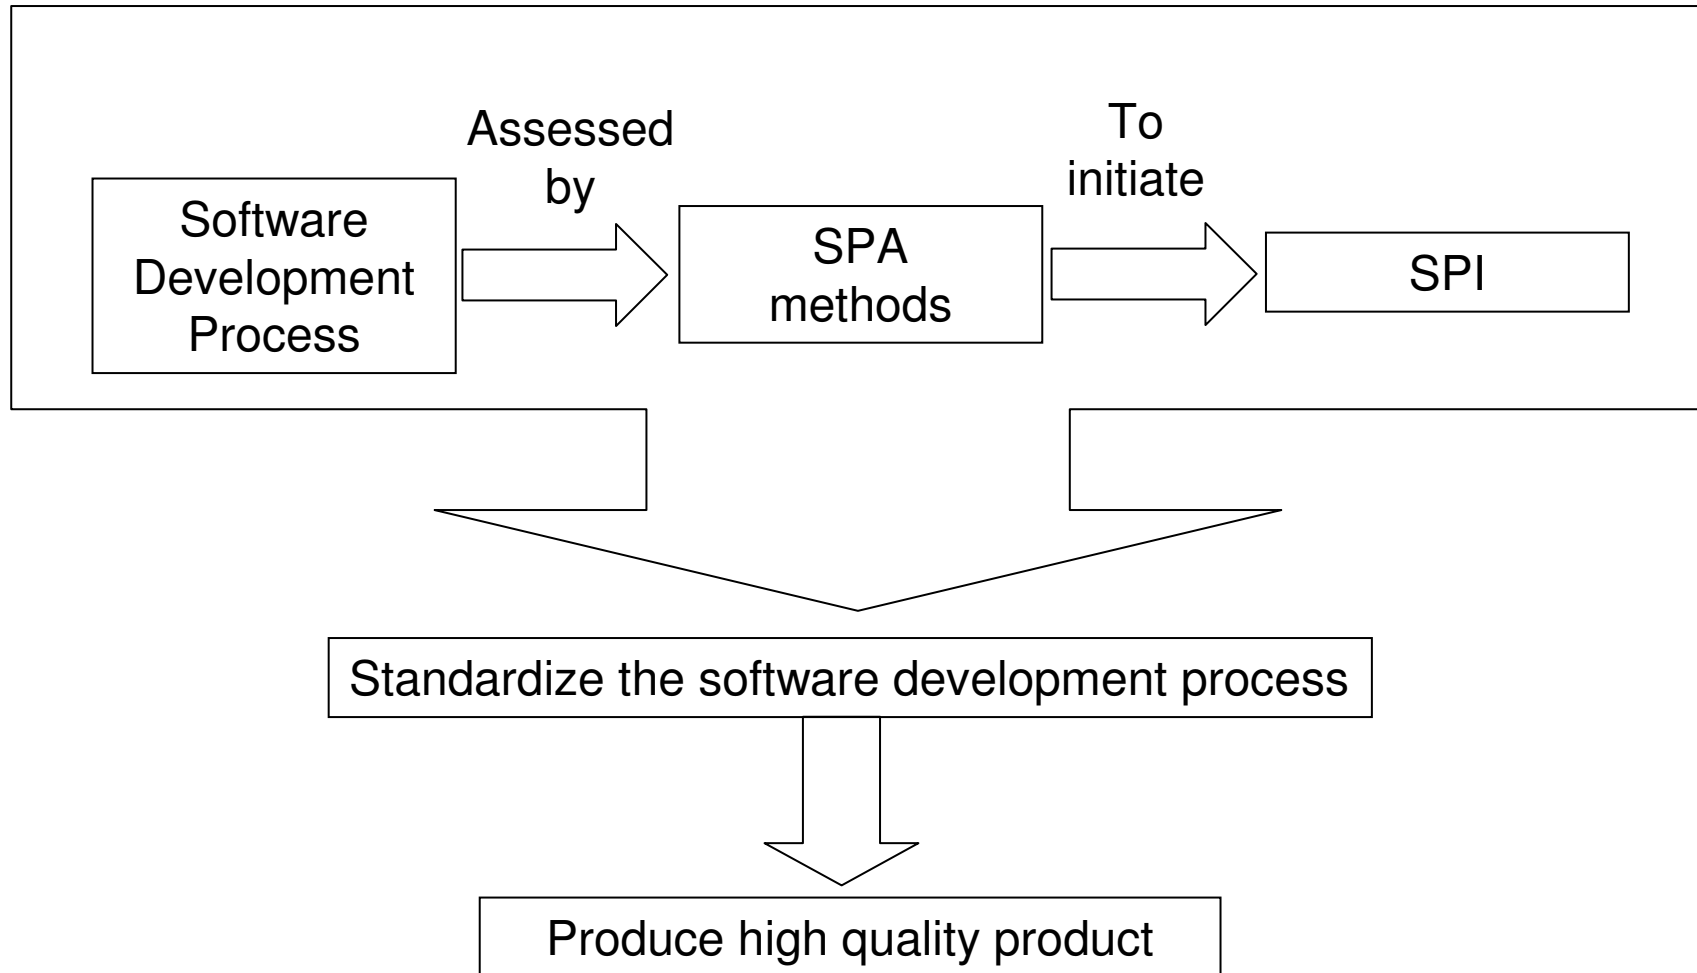 Software
Development
Process
Assessed
by
SPA
methods
To
initiate
SPI
Standardize the software development process
Produce high quality product